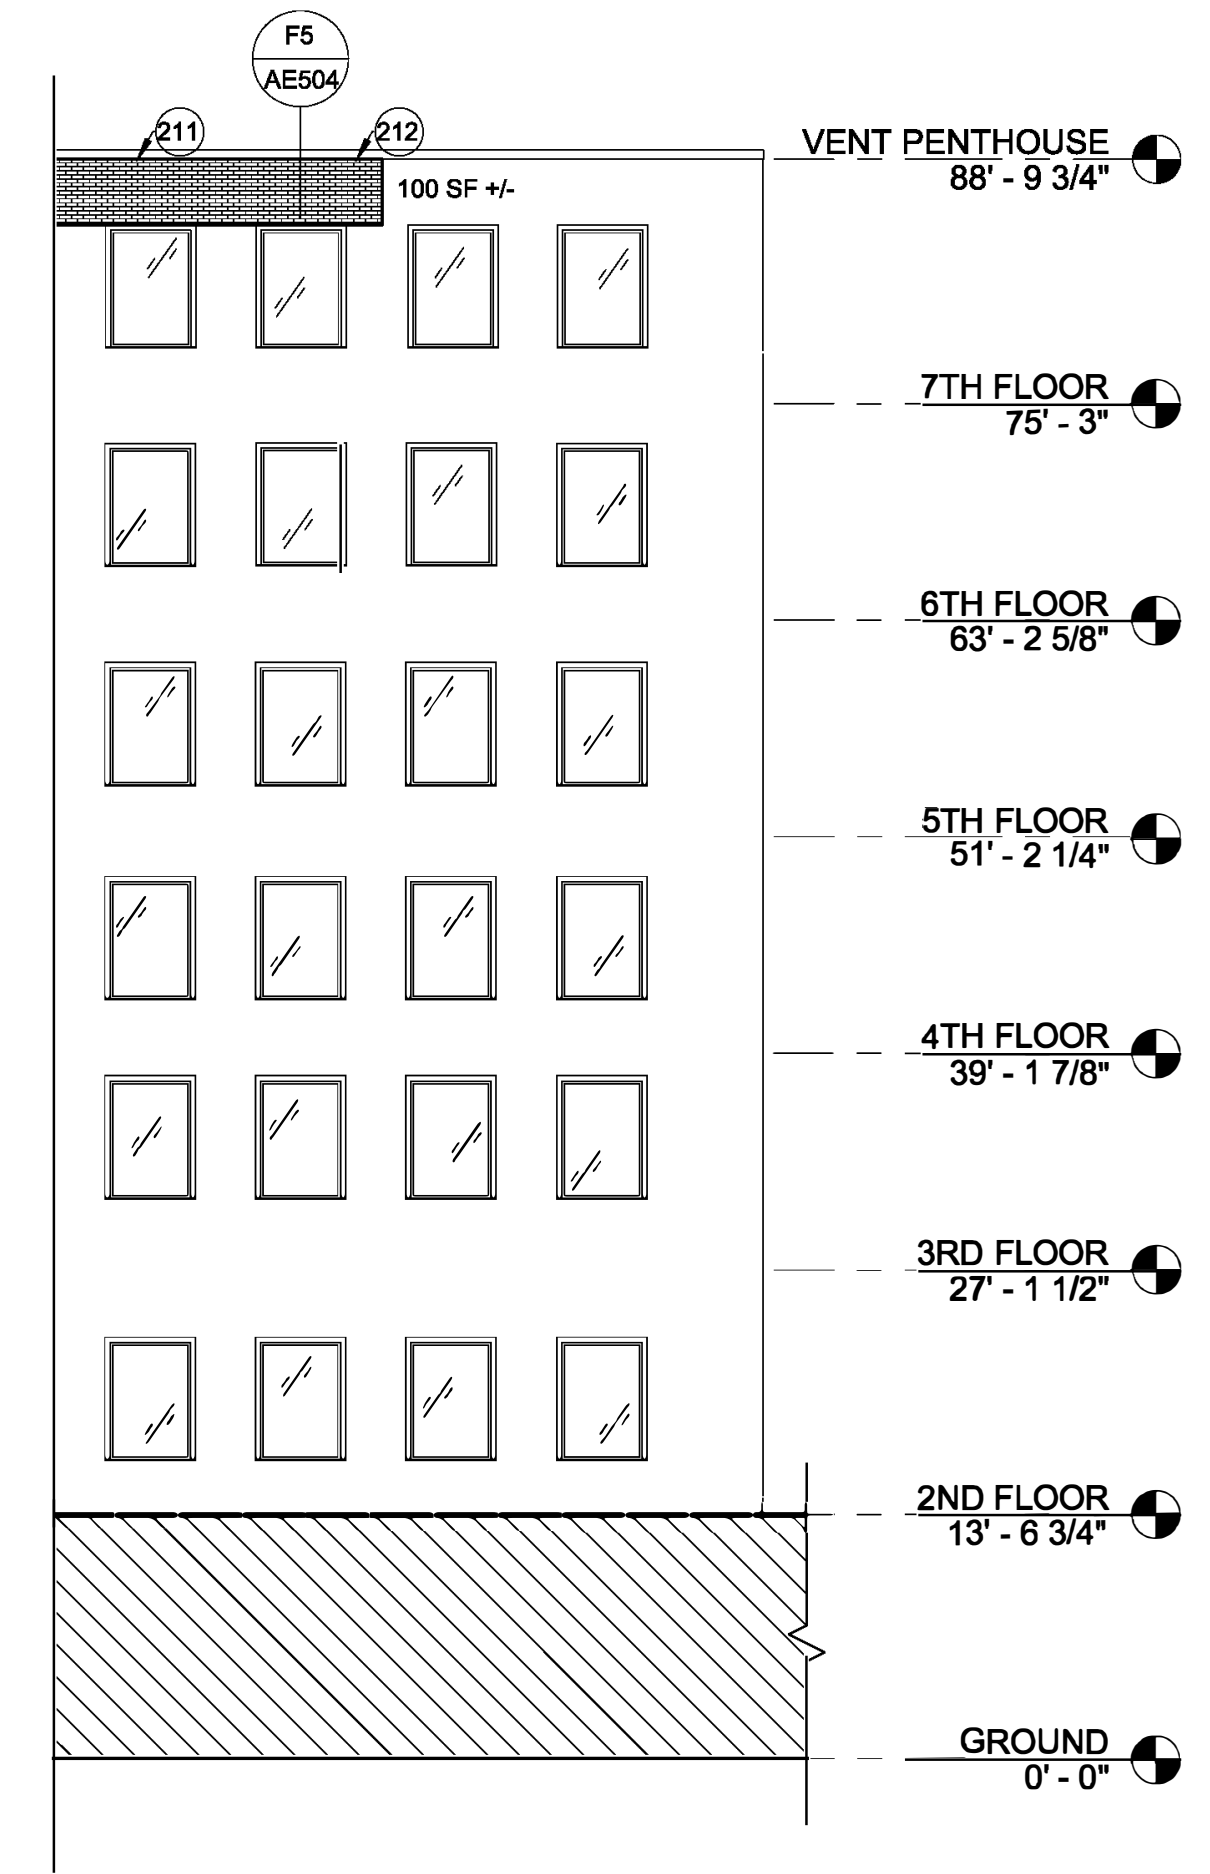 F5
AE504
211
212
100 SF +/-
VENT PENTHOUSE
88' - 9 3/4"
7TH FLOOR
75' - 3"
6TH FLOOR
63' - 2 5/8"
5TH FLOOR
51' - 2 1/4"
4TH FLOOR
39' - 1 7/8"
3RD FLOOR
27' - 1 1/2"
2ND FLOOR
13' - 6 3/4"
GROUND
0' - 0"